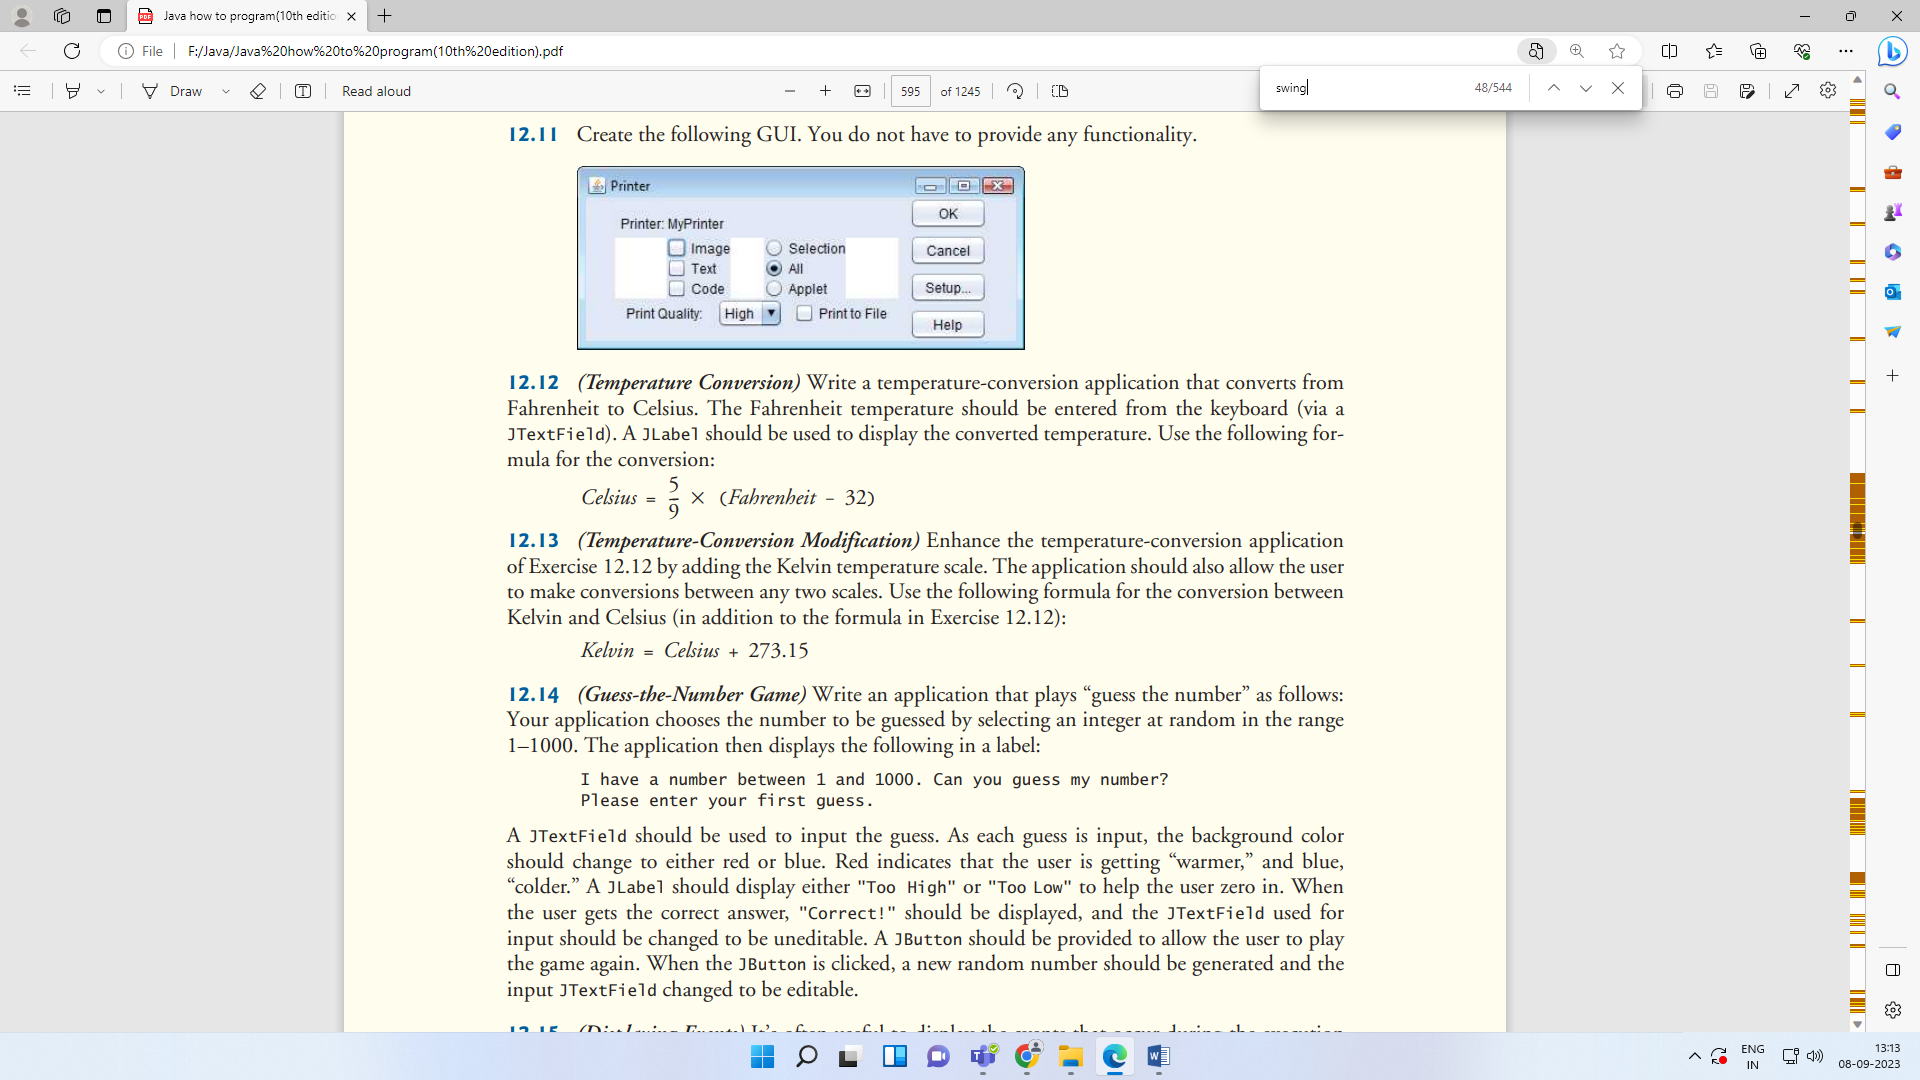 Java how to program(10th editio
File
F:/Java/Java%20how%20to%20program(10th%20edition).pdf
Draw
Read aloud
595
of 1245
swing
48/544
12.11 Create the following GUI. You do not have to provide any functionality.
Printer
Printer: MyPrinter
OK
Image
Selection
Cancel
Text
All
Code
Applet
Setup...
Print Quality:
High
Print to File
Help
12.12 (Temperature Conversion) Write a temperature-conversion application that converts from
Fahrenheit to Celsius. The Fahrenheit temperature should be entered from the keyboard (via a
JTextField). A JLabel should be used to display the converted temperature. Use the following for-
mula for the conversion:
Celsius = 5/9 × (Fahrenheit – 32)
12.13 (Temperature-Conversion Modification) Enhance the temperature-conversion application
of Exercise 12.12 by adding the Kelvin temperature scale. The application should also allow the user
to make conversions between any two scales. Use the following formula for the conversion between
Kelvin and Celsius (in addition to the formula in Exercise 12.12):
Kelvin = Celsius + 273.15
12.14 (Guess-the-Number Game) Write an application that plays “guess the number” as follows:
Your application chooses the number to be guessed by selecting an integer at random in the range
1–1000. The application then displays the following in a label:
I have a number between 1 and 1000. Can you guess my number?
Please enter your first guess.
A JTextField should be used to input the guess. As each guess is input, the background color
should change to either red or blue. Red indicates that the user is getting “warmer,” and blue,
“colder.” A JLabel should display either "Too High" or "Too Low" to help the user zero in. When
the user gets the correct answer, "Correct!" should be displayed, and the JTextField used for
input should be changed to be uneditable. A JButton should be provided to allow the user to play
the game again. When the JButton is clicked, a new random number should be generated and the
input JTextField changed to be editable.
12.15 (Displaying Events) It’s often useful to display the events that occur during the execution
ENG
IN
13:13
08-09-2023